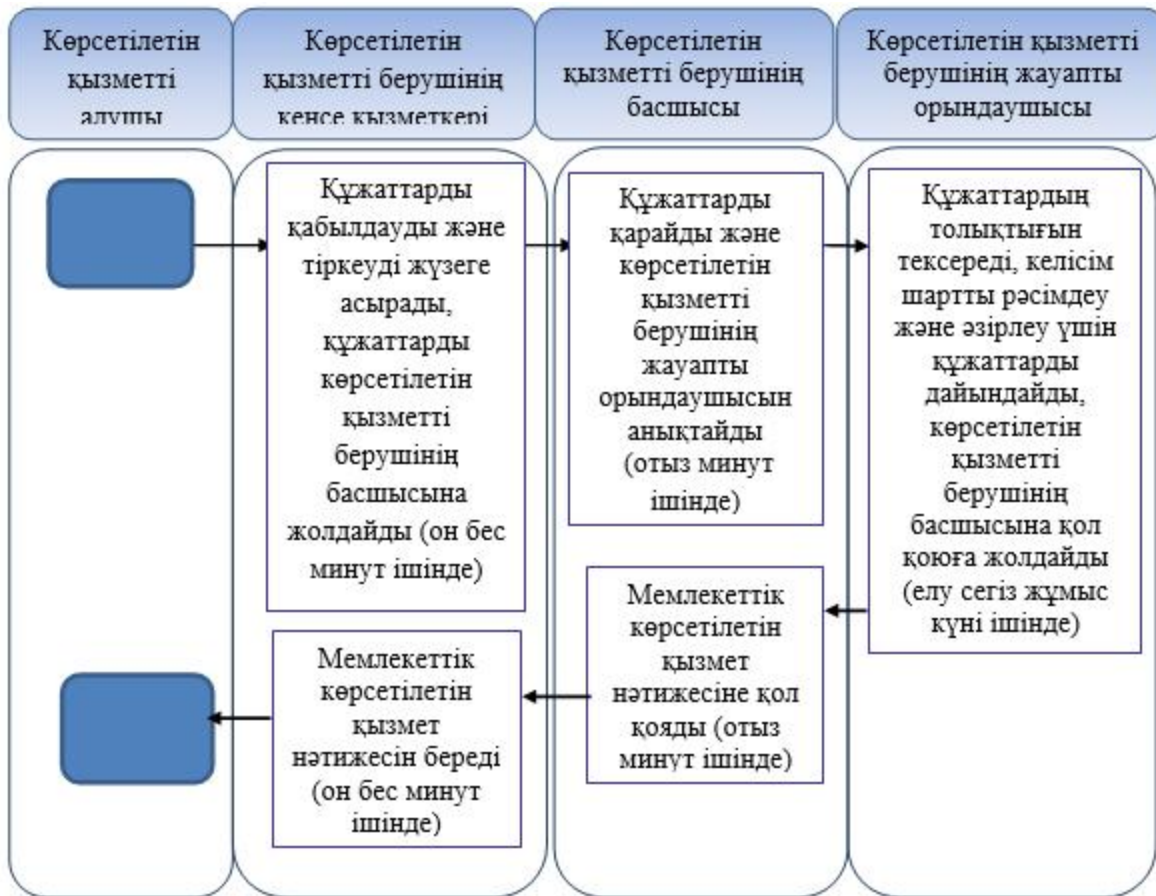 Көрсетілетін
қызметті
алушы
Көрсетілетін
қызметті берушінің
кеңсе қызметкері
Көрсетілетін
қызметті берушінің
басшысы
Көрсетілетін қызметті
берушінің жауапты
орындаушысы
Құжаттарды
қабылдауды және
тіркеуді жүзеге
асырады,
құжаттарды
көрсетілетін
қызметті
берушінің
басшысына
жолдайды (он бес
минут ішінде)
Құжаттарды
қарайды және
көрсетілетін
қызметті
берушінің
жауапты
орындаушысын
анықтайды
(отыз минут
ішінде)
Құжаттардың
толықтығын
тексереді, келісім
шартты рәсімдеу
және әзірлеу үшін
құжаттарды
дайындайды,
көрсетілетін
қызметті
берушінің
басшысына қол
қоюға жолдайды
(елу сегіз жұмыс
күні ішінде)
Мемлекеттік
көрсетілетін
қызмет
нәтижесіне қол
қояды (отыз
минут ішінде)
Мемлекеттік
көрсетілетін
қызмет
нәтижесін береді
(он бес минут
ішінде)